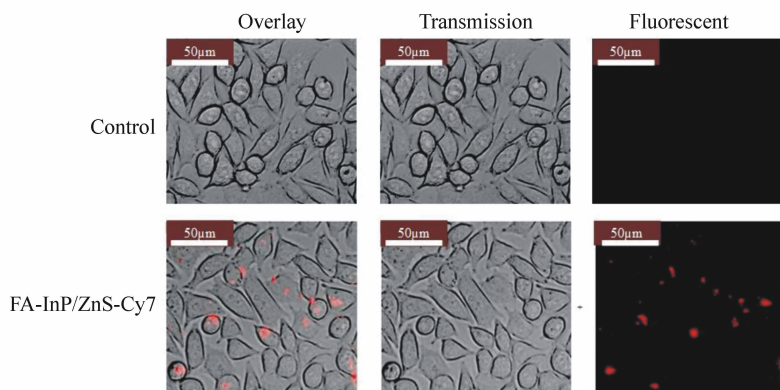 Overlay Transmission Fluorescent
50μm 50μm 50μm
Control
50μm 50μm 50μm
FA-InP/ZnS-Cy7